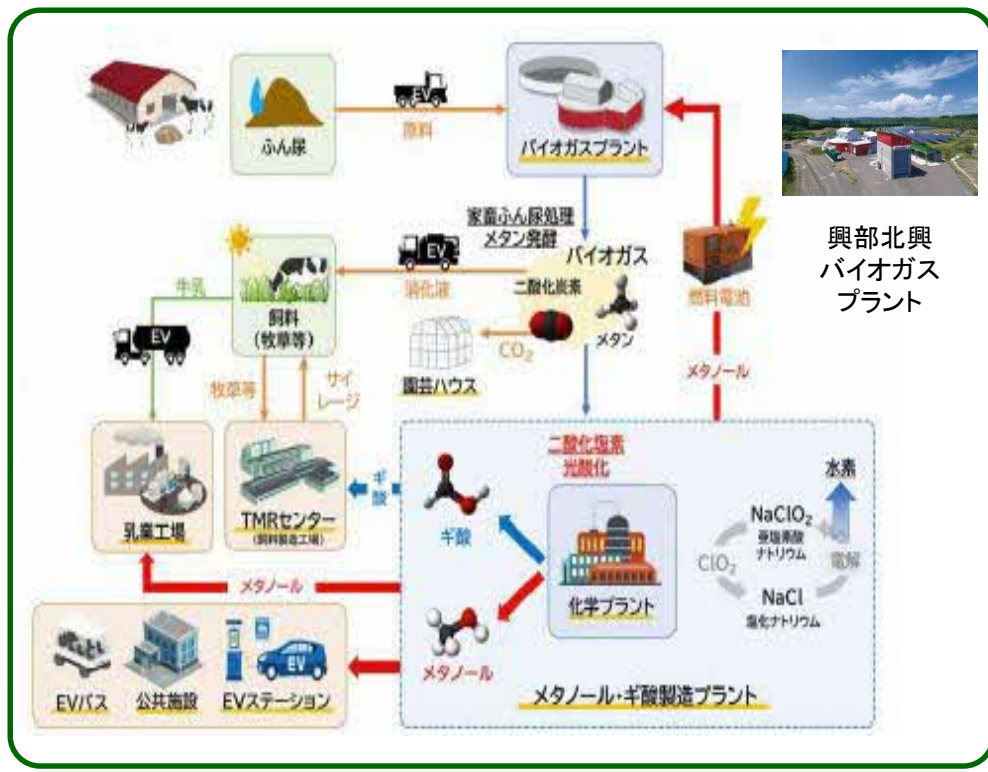 ふん尿
EV
原料
バイオガスプラント
興部北興
バイオガス
プラント
家畜ふん尿処理
メタン発酵
バイオガス
二酸化炭素
メタン
EV
消化液
燃料電池
牛乳
EV
飼料
(牧草等)
CO₂
園芸ハウス
メタノール
牧草等
サイ
レージ
乳業工場
TMRセンター
(飼料製造工場)
ギ
酸
ギ酸
二酸化塩素
光酸化
化学プラント
水素
NaClO₂
亜塩素酸
ナトリウム
ClO₂
電解
NaCl
塩化ナトリウム
メタノール
メタノール
メタノール・ギ酸製造プラント
EV
EVバス
公共施設
EVステーション